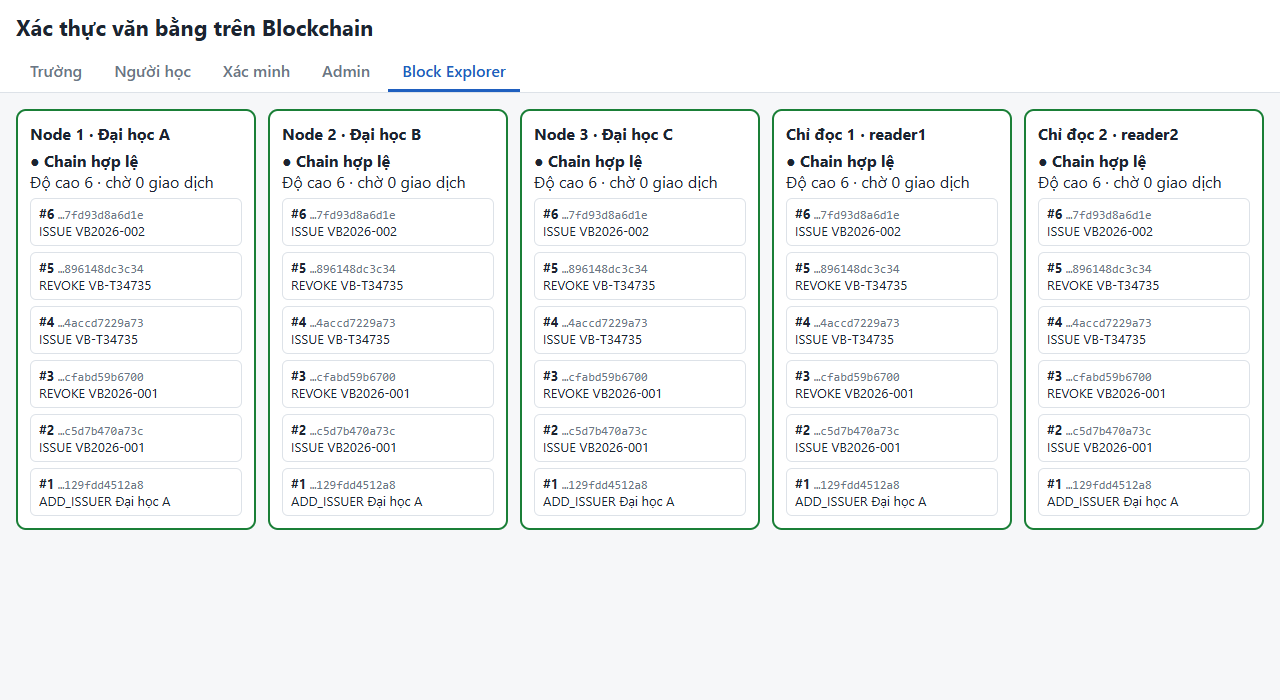 Xác thực văn bằng trên Blockchain
Trường
Người học
Xác minh
Admin
Block Explorer
Node 1 · Đại học A
● Chain hợp lệ
Độ cao 6 · chờ 0 giao dịch
#6 …7fd93d8a6d1e
ISSUE VB2026-002
#5 …896148dc3c34
REVOKE VB-T34735
#4 …4accd7229a73
ISSUE VB-T34735
#3 …cfabd59b6700
REVOKE VB2026-001
#2 …c5d7b470a73c
ISSUE VB2026-001
#1 …129fdd4512a8
ADD_ISSUER Đại học A
Node 2 · Đại học B
● Chain hợp lệ
Độ cao 6 · chờ 0 giao dịch
#6 …7fd93d8a6d1e
ISSUE VB2026-002
#5 …896148dc3c34
REVOKE VB-T34735
#4 …4accd7229a73
ISSUE VB-T34735
#3 …cfabd59b6700
REVOKE VB2026-001
#2 …c5d7b470a73c
ISSUE VB2026-001
#1 …129fdd4512a8
ADD_ISSUER Đại học A
Node 3 · Đại học C
● Chain hợp lệ
Độ cao 6 · chờ 0 giao dịch
#6 …7fd93d8a6d1e
ISSUE VB2026-002
#5 …896148dc3c34
REVOKE VB-T34735
#4 …4accd7229a73
ISSUE VB-T34735
#3 …cfabd59b6700
REVOKE VB2026-001
#2 …c5d7b470a73c
ISSUE VB2026-001
#1 …129fdd4512a8
ADD_ISSUER Đại học A
Chỉ đọc 1 · reader1
● Chain hợp lệ
Độ cao 6 · chờ 0 giao dịch
#6 …7fd93d8a6d1e
ISSUE VB2026-002
#5 …896148dc3c34
REVOKE VB-T34735
#4 …4accd7229a73
ISSUE VB-T34735
#3 …cfabd59b6700
REVOKE VB2026-001
#2 …c5d7b470a73c
ISSUE VB2026-001
#1 …129fdd4512a8
ADD_ISSUER Đại học A
Chỉ đọc 2 · reader2
● Chain hợp lệ
Độ cao 6 · chờ 0 giao dịch
#6 …7fd93d8a6d1e
ISSUE VB2026-002
#5 …896148dc3c34
REVOKE VB-T34735
#4 …4accd7229a73
ISSUE VB-T34735
#3 …cfabd59b6700
REVOKE VB2026-001
#2 …c5d7b470a73c
ISSUE VB2026-001
#1 …129fdd4512a8
ADD_ISSUER Đại học A